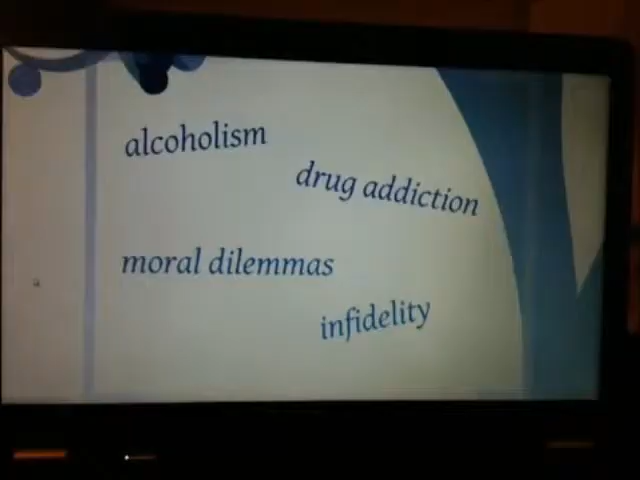 alcoholism
drug addiction
moral dilemmas
infidelity